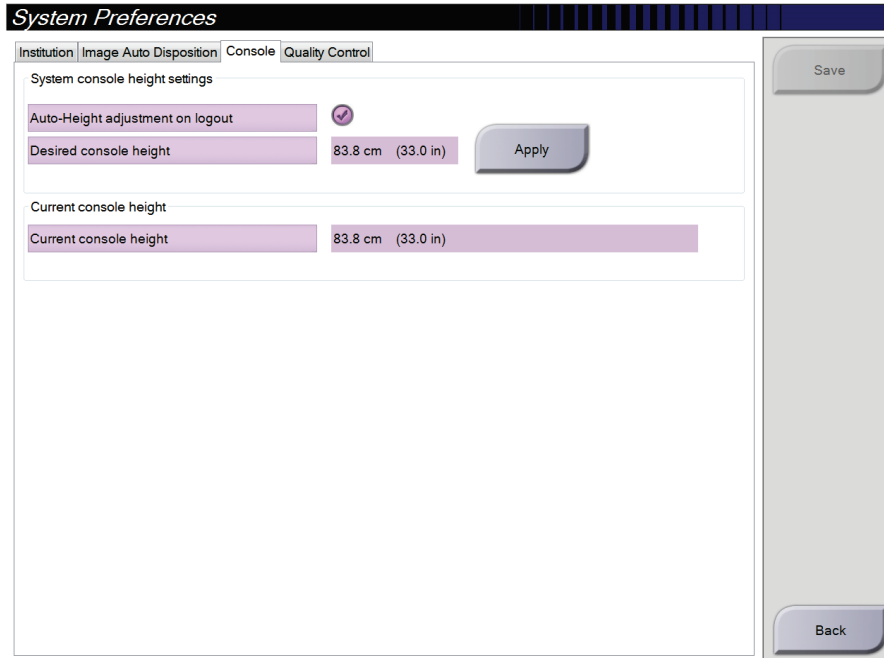 System Preferences
Institution Image Auto Disposition Console Quality Control
Save
System console height settings
Auto-Height adjustment on logout
Desired console height 83.8 cm (33.0 in) Apply
Current console height
Current console height 83.8 cm (33.0 in)
Back